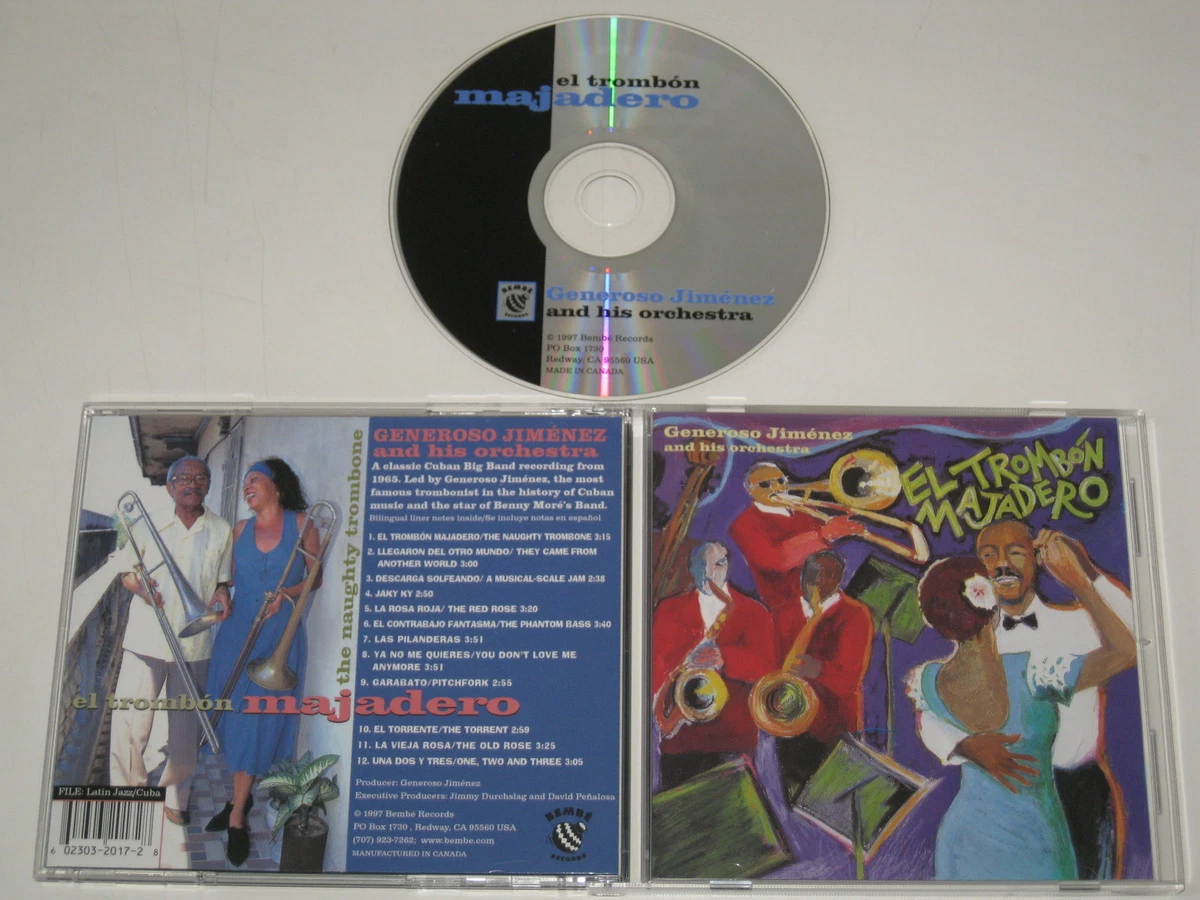 el trombón
majadero
BEMBÉ
RECORDS
Generoso Jiménez
and his orchestra
© 1997 Bembé Records
PO Box 1730
Redway, CA 95560 USA
MADE IN CANADA
the naughty trombone
GENEROSO JIMÉNEZ
and his orchestra
A classic Cuban Big Band recording from
1965. Led by Generoso Jiménez, the most
famous trombonist in the history of Cuban
music and the star of Benny Moré's Band.
Bilingual liner notes inside/Se incluye notas en español
1. EL TROMBÓN MAJADERO/THE NAUGHTY TROMBONE 3:15
2. LLEGARON DEL OTRO MUNDO/ THEY CAME FROM
ANOTHER WORLD 3:00
3. DESCARGA SOLFEANDO/ A MUSICAL-SCALE JAM 2:38
4. JAKY KY 2:50
5. LA ROSA ROJA/ THE RED ROSE 3:20
6. EL CONTRABAJO FANTASMA/THE PHANTOM BASS 3:40
7. LAS PILANDERAS 3:51
8. YA NO ME QUIERES/YOU DON'T LOVE ME
ANYMORE 3:51
9. GARABATO/PITCHFORK 2:55
el trombón majadero
10. EL TORRENTE/THE TORRENT 2:59
11. LA VIEJA ROSA/THE OLD ROSE 3:25
12. UNA DOS Y TRES/ONE, TWO AND THREE 3:05
Producer: Generoso Jiménez
Executive Producers: Jimmy Durchslag and David Peñalosa
© 1997 Bembé Records
PO Box 1730 , Redway, CA 95560 USA
(707) 923-7262; www.bembe.com
MANUFACTURED IN CANADA
BEMBÉ
RECORDS
FILE: Latin Jazz/Cuba
6 02303-2017-2 8
Generoso Jiménez
and his orchestra
EL TROMBÓN
MAJADERO